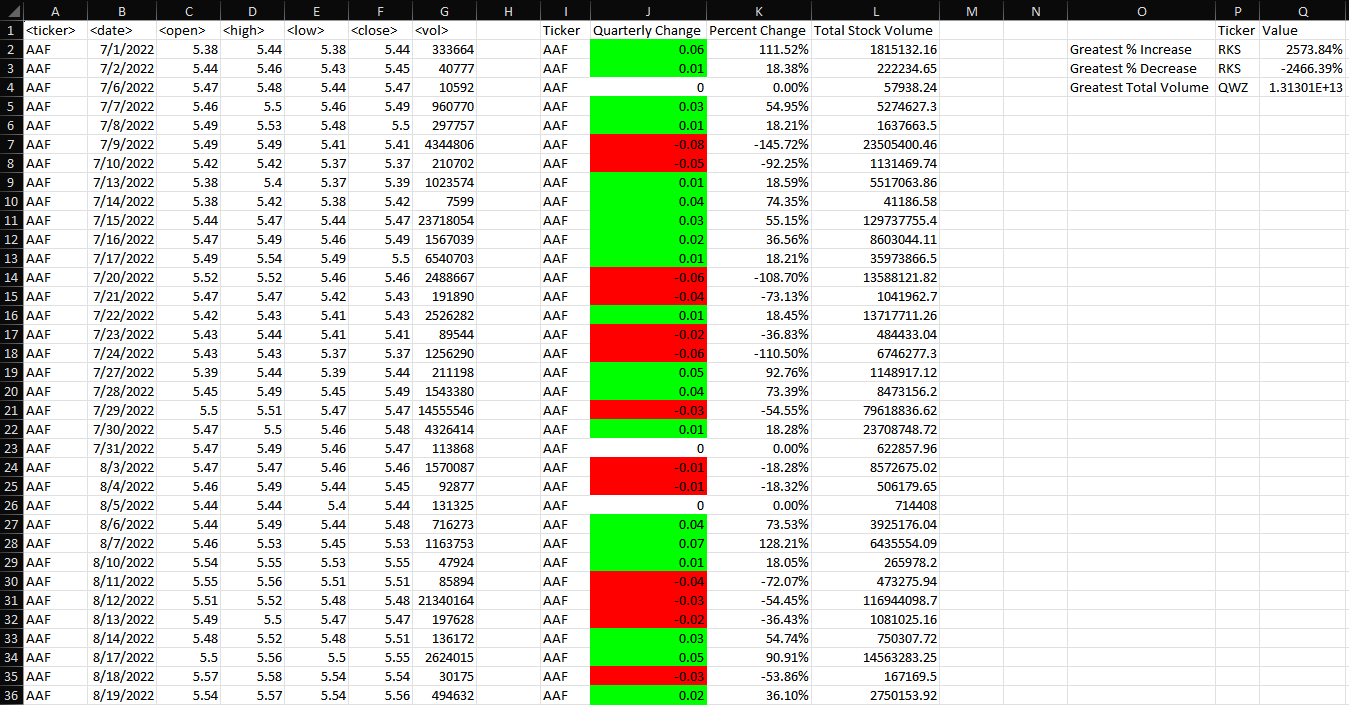 A B C D E F G H I J K L M N O P Q
1 <ticker> <date> <open> <high> <low> <close> <vol> Ticker Quarterly Change Percent Change Total Stock Volume Ticker Value
2 AAF 7/1/2022 5.38 5.44 5.38 5.44 333664 AAF 0.06 111.52% 1815132.16 Greatest % Increase RKS 2573.84%
3 AAF 7/2/2022 5.44 5.46 5.43 5.45 40777 AAF 0.01 18.38% 222234.65 Greatest % Decrease RKS -2466.39%
4 AAF 7/6/2022 5.47 5.48 5.44 5.47 10592 AAF 0 0.00% 57938.24 Greatest Total Volume QWZ 1.31301E+13
5 AAF 7/7/2022 5.46 5.5 5.46 5.49 960770 AAF 0.03 54.95% 5274627.3
6 AAF 7/8/2022 5.49 5.53 5.48 5.5 297757 AAF 0.01 18.21% 1637663.5
7 AAF 7/9/2022 5.49 5.49 5.41 5.41 4344806 AAF -0.08 -145.72% 23505400.46
8 AAF 7/10/2022 5.42 5.42 5.37 5.37 210702 AAF -0.05 -92.25% 1131469.74
9 AAF 7/13/2022 5.38 5.4 5.37 5.39 1023574 AAF 0.01 18.59% 5517063.86
10 AAF 7/14/2022 5.38 5.42 5.38 5.42 7599 AAF 0.04 74.35% 41186.58
11 AAF 7/15/2022 5.44 5.47 5.44 5.47 23718054 AAF 0.03 55.15% 129737755.4
12 AAF 7/16/2022 5.47 5.49 5.46 5.49 1567039 AAF 0.02 36.56% 8603044.11
13 AAF 7/17/2022 5.49 5.54 5.49 5.5 6540703 AAF 0.01 18.21% 35973866.5
14 AAF 7/20/2022 5.52 5.52 5.46 5.46 2488667 AAF -0.06 -108.70% 13588121.82
15 AAF 7/21/2022 5.47 5.47 5.42 5.43 191890 AAF -0.04 -73.13% 1041962.7
16 AAF 7/22/2022 5.42 5.43 5.41 5.43 2526282 AAF 0.01 18.45% 13717711.26
17 AAF 7/23/2022 5.43 5.44 5.41 5.41 89544 AAF -0.02 -36.83% 484433.04
18 AAF 7/24/2022 5.43 5.43 5.37 5.37 1256290 AAF -0.06 -110.50% 6746277.3
19 AAF 7/27/2022 5.39 5.44 5.39 5.44 211198 AAF 0.05 92.76% 1148917.12
20 AAF 7/28/2022 5.45 5.49 5.45 5.49 1543380 AAF 0.04 73.39% 8473156.2
21 AAF 7/29/2022 5.5 5.51 5.47 5.47 14555546 AAF -0.03 -54.55% 79618836.62
22 AAF 7/30/2022 5.47 5.5 5.46 5.48 4326414 AAF 0.01 18.28% 23708748.72
23 AAF 7/31/2022 5.47 5.49 5.46 5.47 113868 AAF 0 0.00% 622857.96
24 AAF 8/3/2022 5.47 5.47 5.46 5.46 1570087 AAF -0.01 -18.28% 8572675.02
25 AAF 8/4/2022 5.46 5.49 5.44 5.45 92877 AAF -0.01 -18.32% 506179.65
26 AAF 8/5/2022 5.44 5.44 5.4 5.44 131325 AAF 0 0.00% 714408
27 AAF 8/6/2022 5.44 5.49 5.44 5.48 716273 AAF 0.04 73.53% 3925176.04
28 AAF 8/7/2022 5.46 5.53 5.45 5.53 1163753 AAF 0.07 128.21% 6435554.09
29 AAF 8/10/2022 5.54 5.55 5.53 5.55 47924 AAF 0.01 18.05% 265978.2
30 AAF 8/11/2022 5.55 5.56 5.51 5.51 85894 AAF -0.04 -72.07% 473275.94
31 AAF 8/12/2022 5.51 5.52 5.48 5.48 21340164 AAF -0.03 -54.45% 116944098.7
32 AAF 8/13/2022 5.49 5.5 5.47 5.47 197628 AAF -0.02 -36.43% 1081025.16
33 AAF 8/14/2022 5.48 5.52 5.48 5.51 136172 AAF 0.03 54.74% 750307.72
34 AAF 8/17/2022 5.5 5.56 5.5 5.55 2624015 AAF 0.05 90.91% 14563283.25
35 AAF 8/18/2022 5.57 5.58 5.54 5.54 30175 AAF -0.03 -53.86% 167169.5
36 AAF 8/19/2022 5.54 5.57 5.54 5.56 494632 AAF 0.02 36.10% 2750153.92